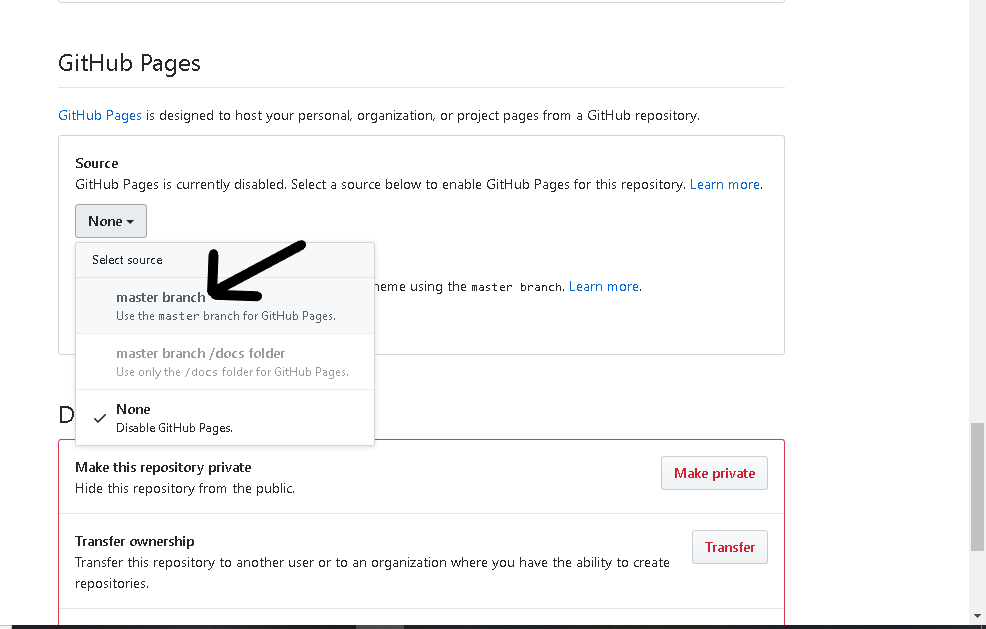 GitHub Pages
GitHub Pages is designed to host your personal, organization, or project pages from a GitHub repository.
Source
GitHub Pages is currently disabled. Select a source below to enable GitHub Pages for this repository. Learn more.
None
Select source
master branch
Use the master branch for GitHub Pages.
heme using the master branch. Learn more.
master branch /docs folder
Use only the /docs folder for GitHub Pages.
None
Disable GitHub Pages.
D
Make this repository private
Hide this repository from the public.
Make private
Transfer ownership
Transfer this repository to another user or to an organization where you have the ability to create
repositories.
Transfer